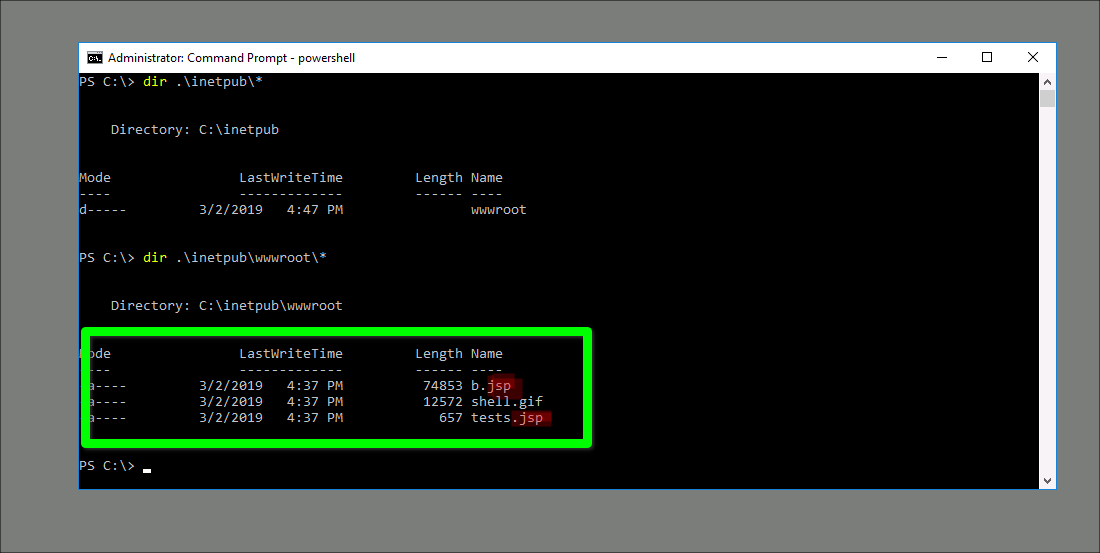 Administrator: Command Prompt - powershell
PS C:\> dir .\inetpub\*
Directory: C:\inetpub
Mode LastWriteTime Length Name
---- ------------- ------ ----
d----- 3/2/2019 4:47 PM wwwroot
PS C:\> dir .\inetpub\wwwroot\*
Directory: C:\inetpub\wwwroot
Mode LastWriteTime Length Name
---- ------------- ------ ----
-a---- 3/2/2019 4:37 PM 74853 b.jsp
-a---- 3/2/2019 4:37 PM 12572 shell.gif
-a---- 3/2/2019 4:37 PM 657 tests.jsp
PS C:\>